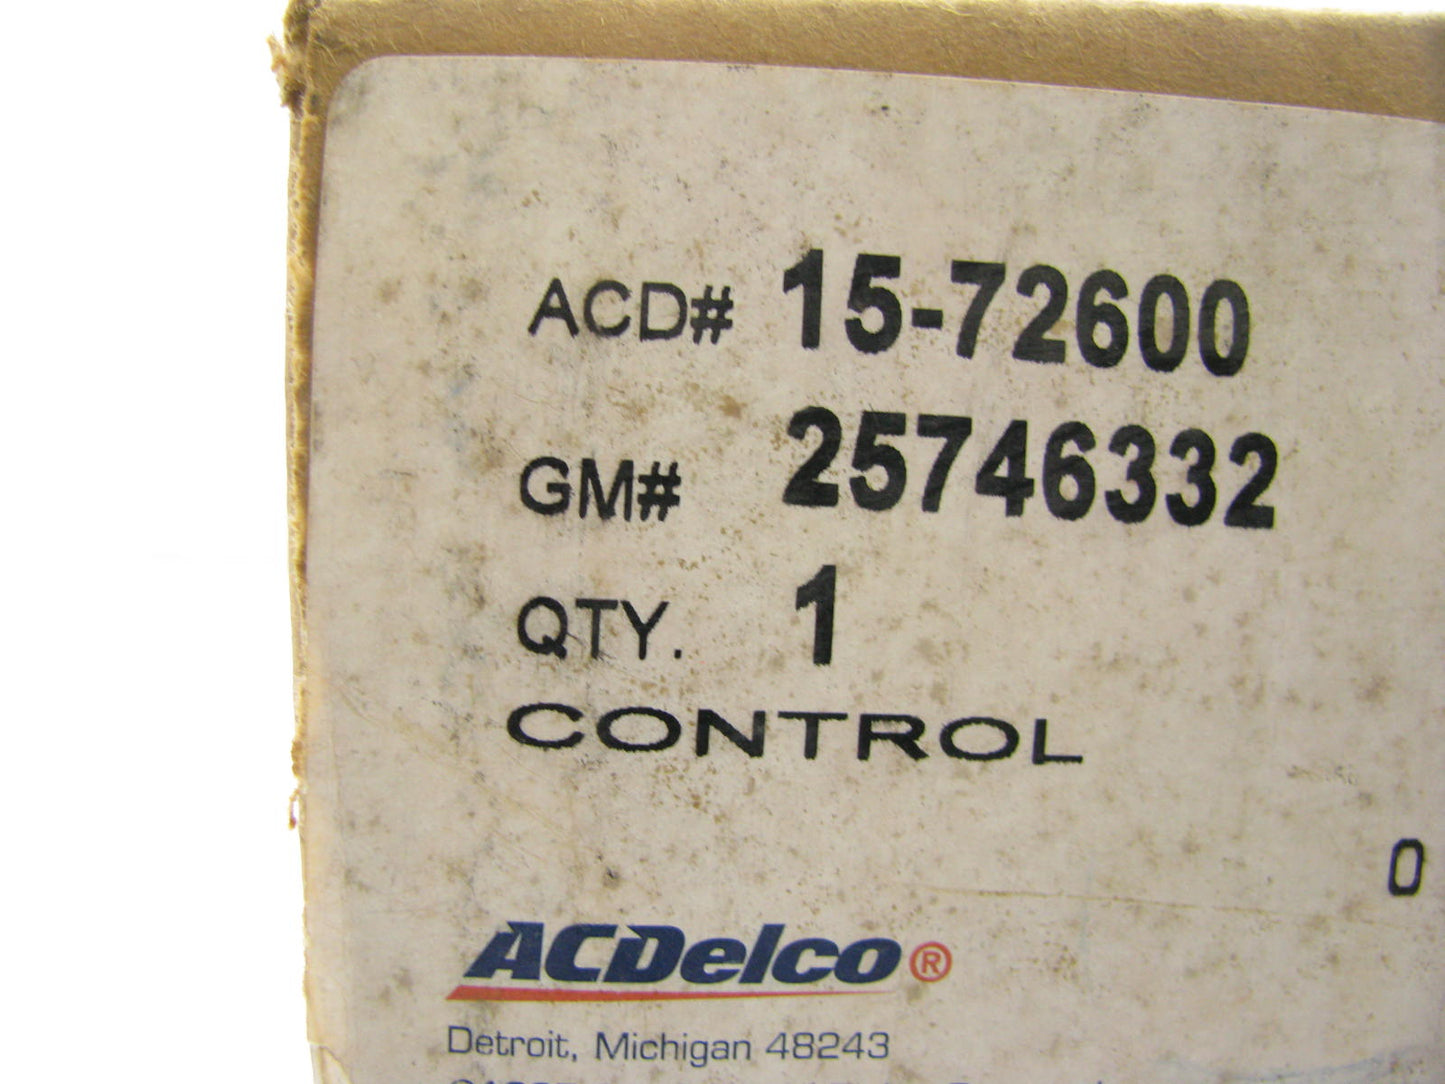 ACD# 15-72600
GM# 25746332
QTY. 1
CONTROL
0
ACDelco®
Detroit, Michigan 48243